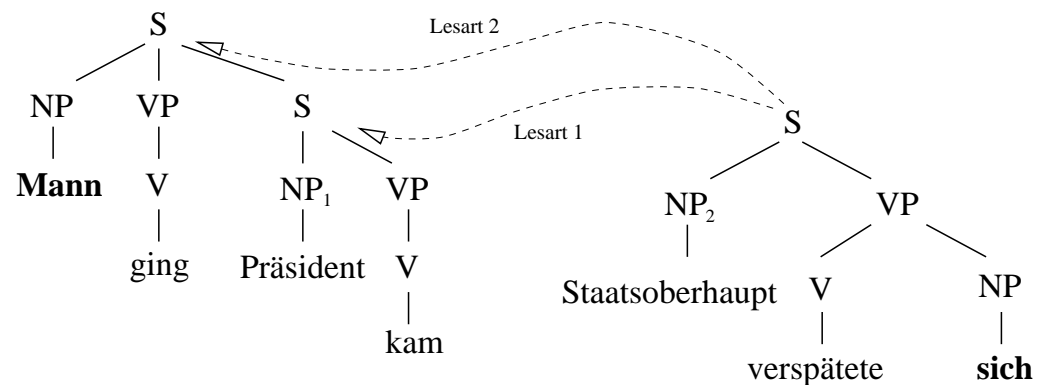 S
Lesart 2
NP VP S
S
Lesart 1
Mann V NP₁ VP
NP₂ VP
ging Präsident V
Staatsoberhaupt V NP
kam
verspätete sich